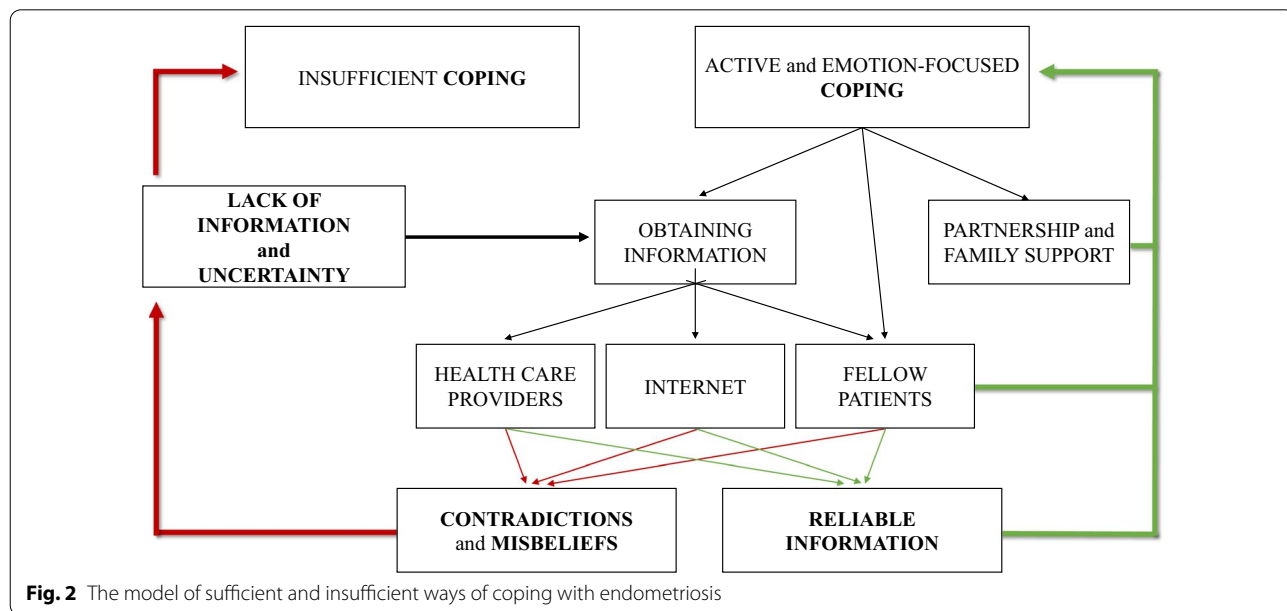 INSUFFICIENT COPING
ACTIVE and EMOTION-FOCUSED
COPING
LACK OF
INFORMATION
and
UNCERTAINTY
OBTAINING
INFORMATION
PARTNERSHIP and
FAMILY SUPPORT
HEALTH CARE
PROVIDERS
INTERNET
FELLOW
PATIENTS
CONTRADICTIONS
and MISBELIEFS
RELIABLE
INFORMATION
Fig. 2 The model of sufficient and insufficient ways of coping with endometriosis